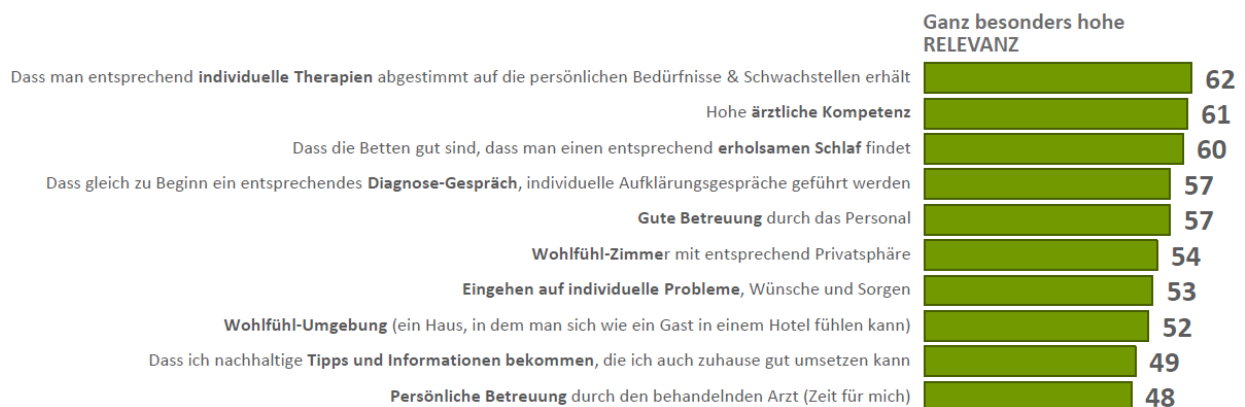 Ganz besonders hohe
RELEVANZ
Dass man entsprechend individuelle Therapien abgestimmt auf die persönlichen Bedürfnisse & Schwachstellen erhält 62
Hohe ärztliche Kompetenz 61
Dass die Betten gut sind, dass man einen entsprechend erholsamen Schlaf findet 60
Dass gleich zu Beginn ein entsprechendes Diagnose-Gespräch, individuelle Aufklärungsgespräche geführt werden 57
Gute Betreuung durch das Personal 57
Wohlfühl-Zimmer mit entsprechend Privatsphäre 54
Eingehen auf individuelle Probleme, Wünsche und Sorgen 53
Wohlfühl-Umgebung (ein Haus, in dem man sich wie ein Gast in einem Hotel fühlen kann) 52
Dass ich nachhaltige Tipps und Informationen bekommen, die ich auch zuhause gut umsetzen kann 49
Persönliche Betreuung durch den behandelnden Arzt (Zeit für mich) 48